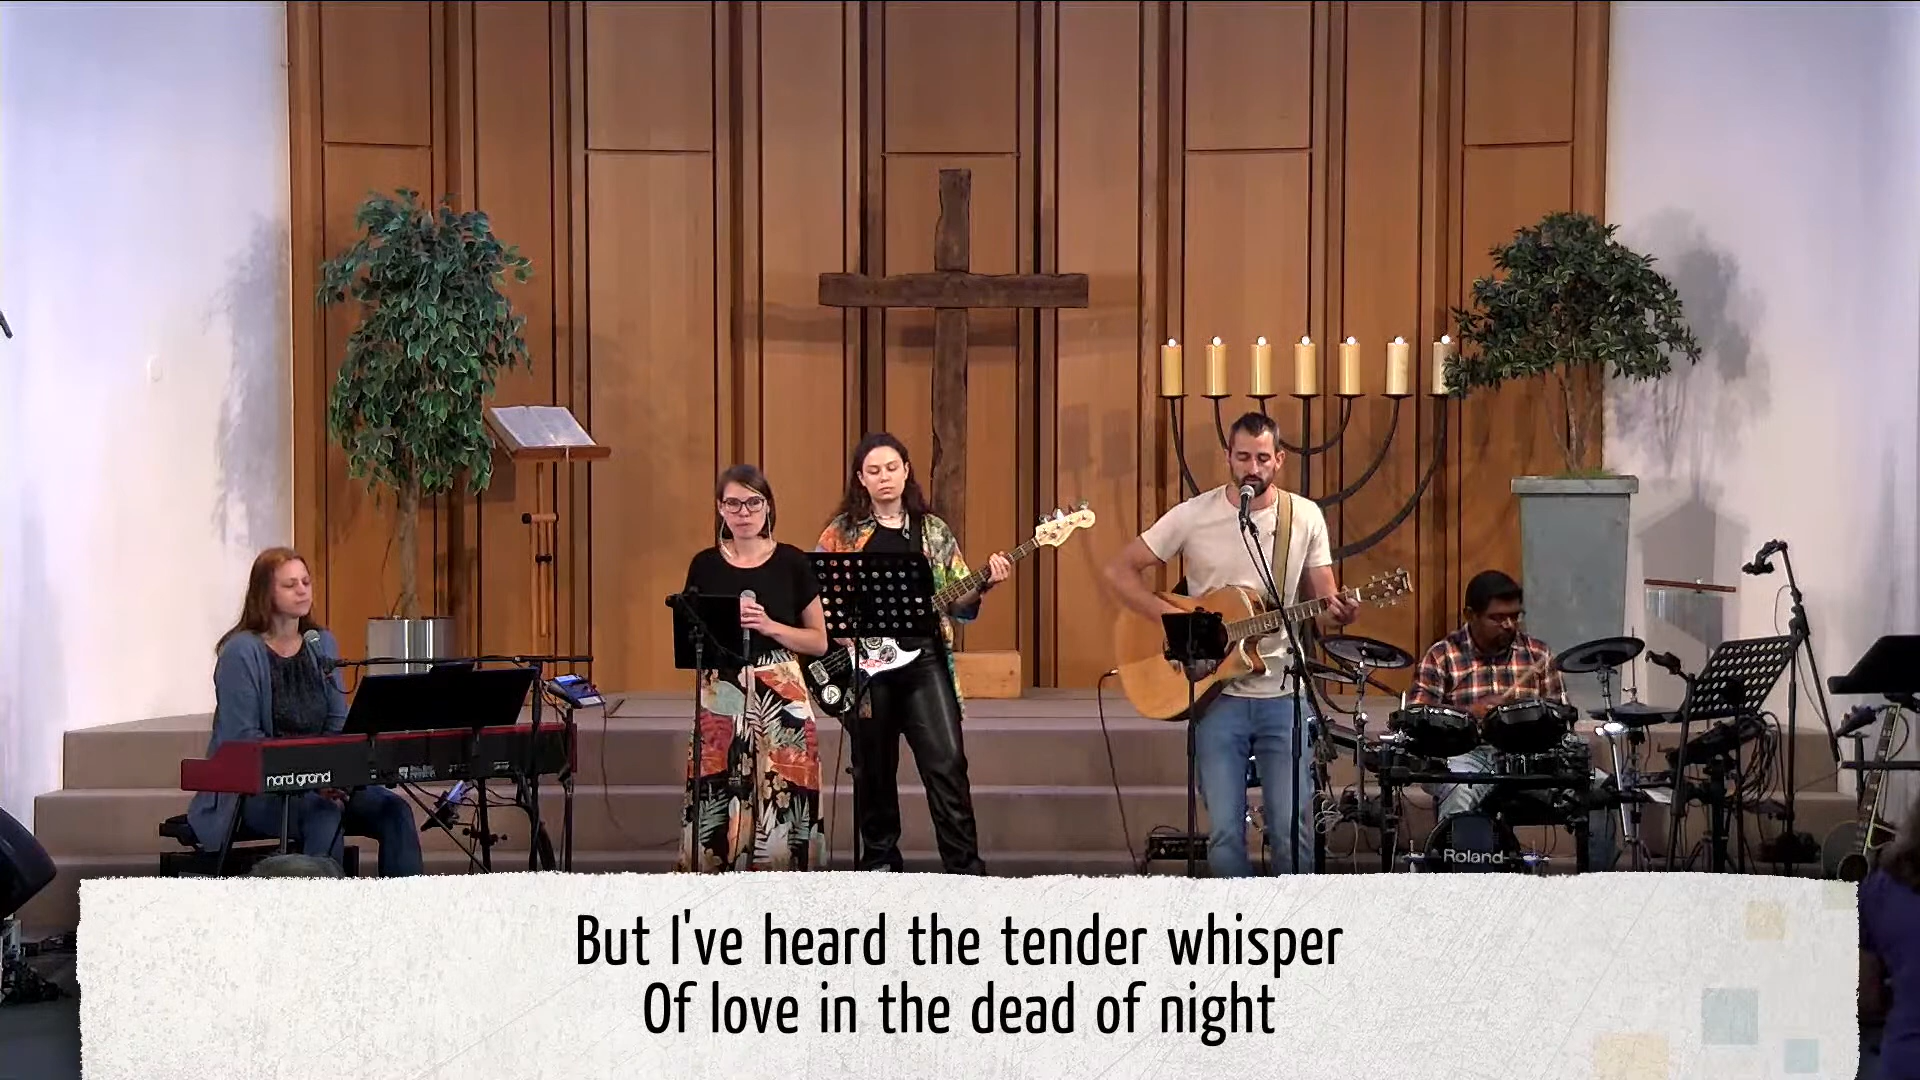 nord grand
Roland
But I've heard the tender whisper
Of love in the dead of night